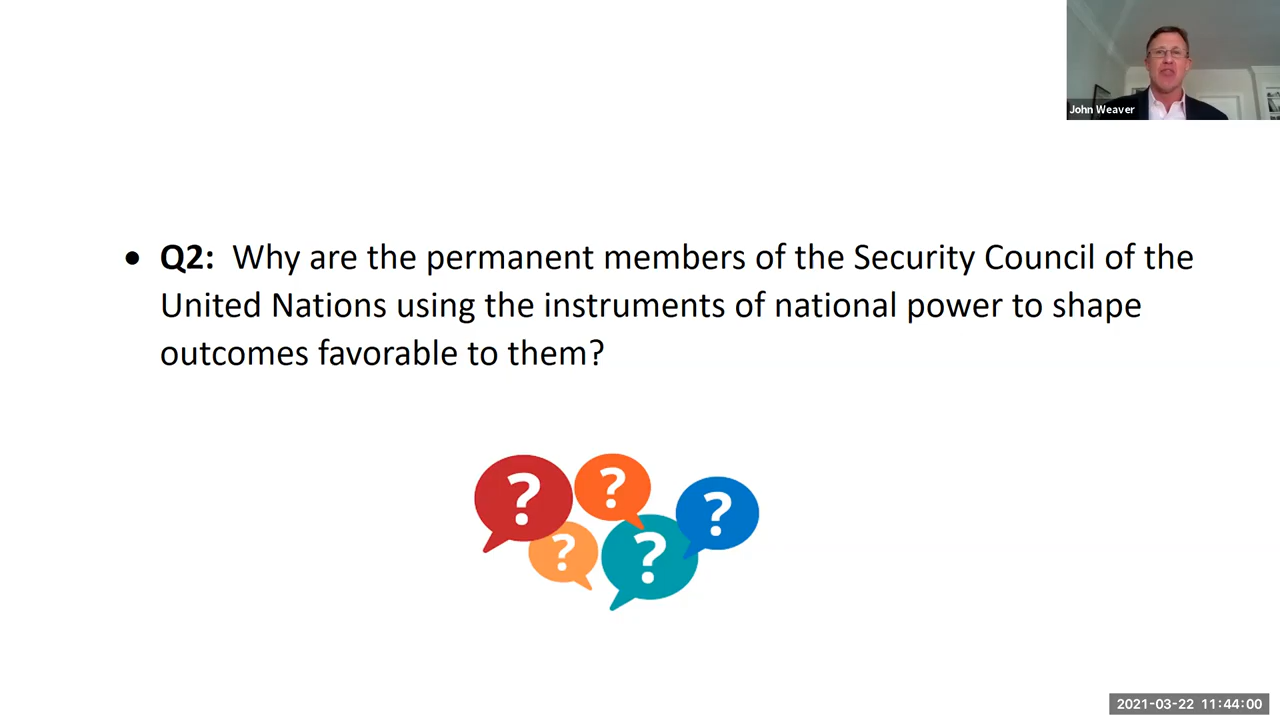 John Weaver
• Q2: Why are the permanent members of the Security Council of the
United Nations using the instruments of national power to shape
outcomes favorable to them?
? ? ?
? ?
2021-03-22 11:44:00